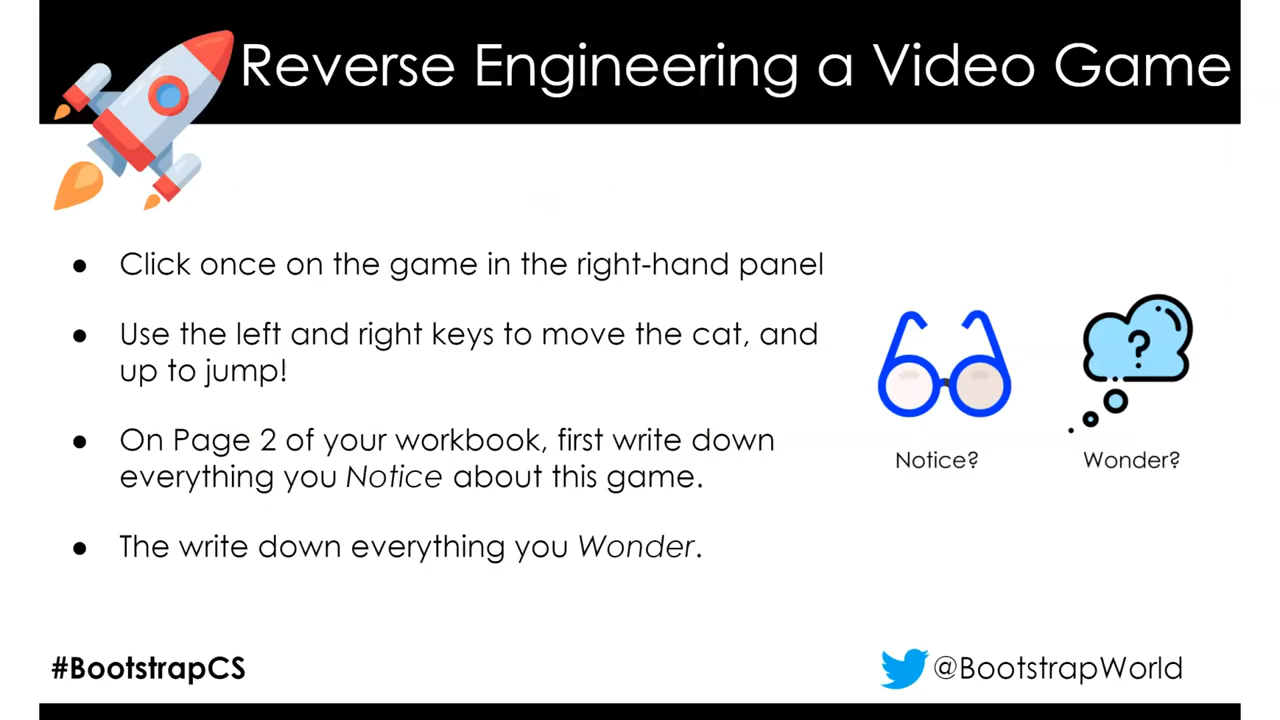 Reverse Engineering a Video Game
● Click once on the game in the right-hand panel
● Use the left and right keys to move the cat, and
up to jump!
● On Page 2 of your workbook, first write down
everything you Notice about this game.
● The write down everything you Wonder.
?
Notice?
Wonder?
#BootstrapCS
@BootstrapWorld